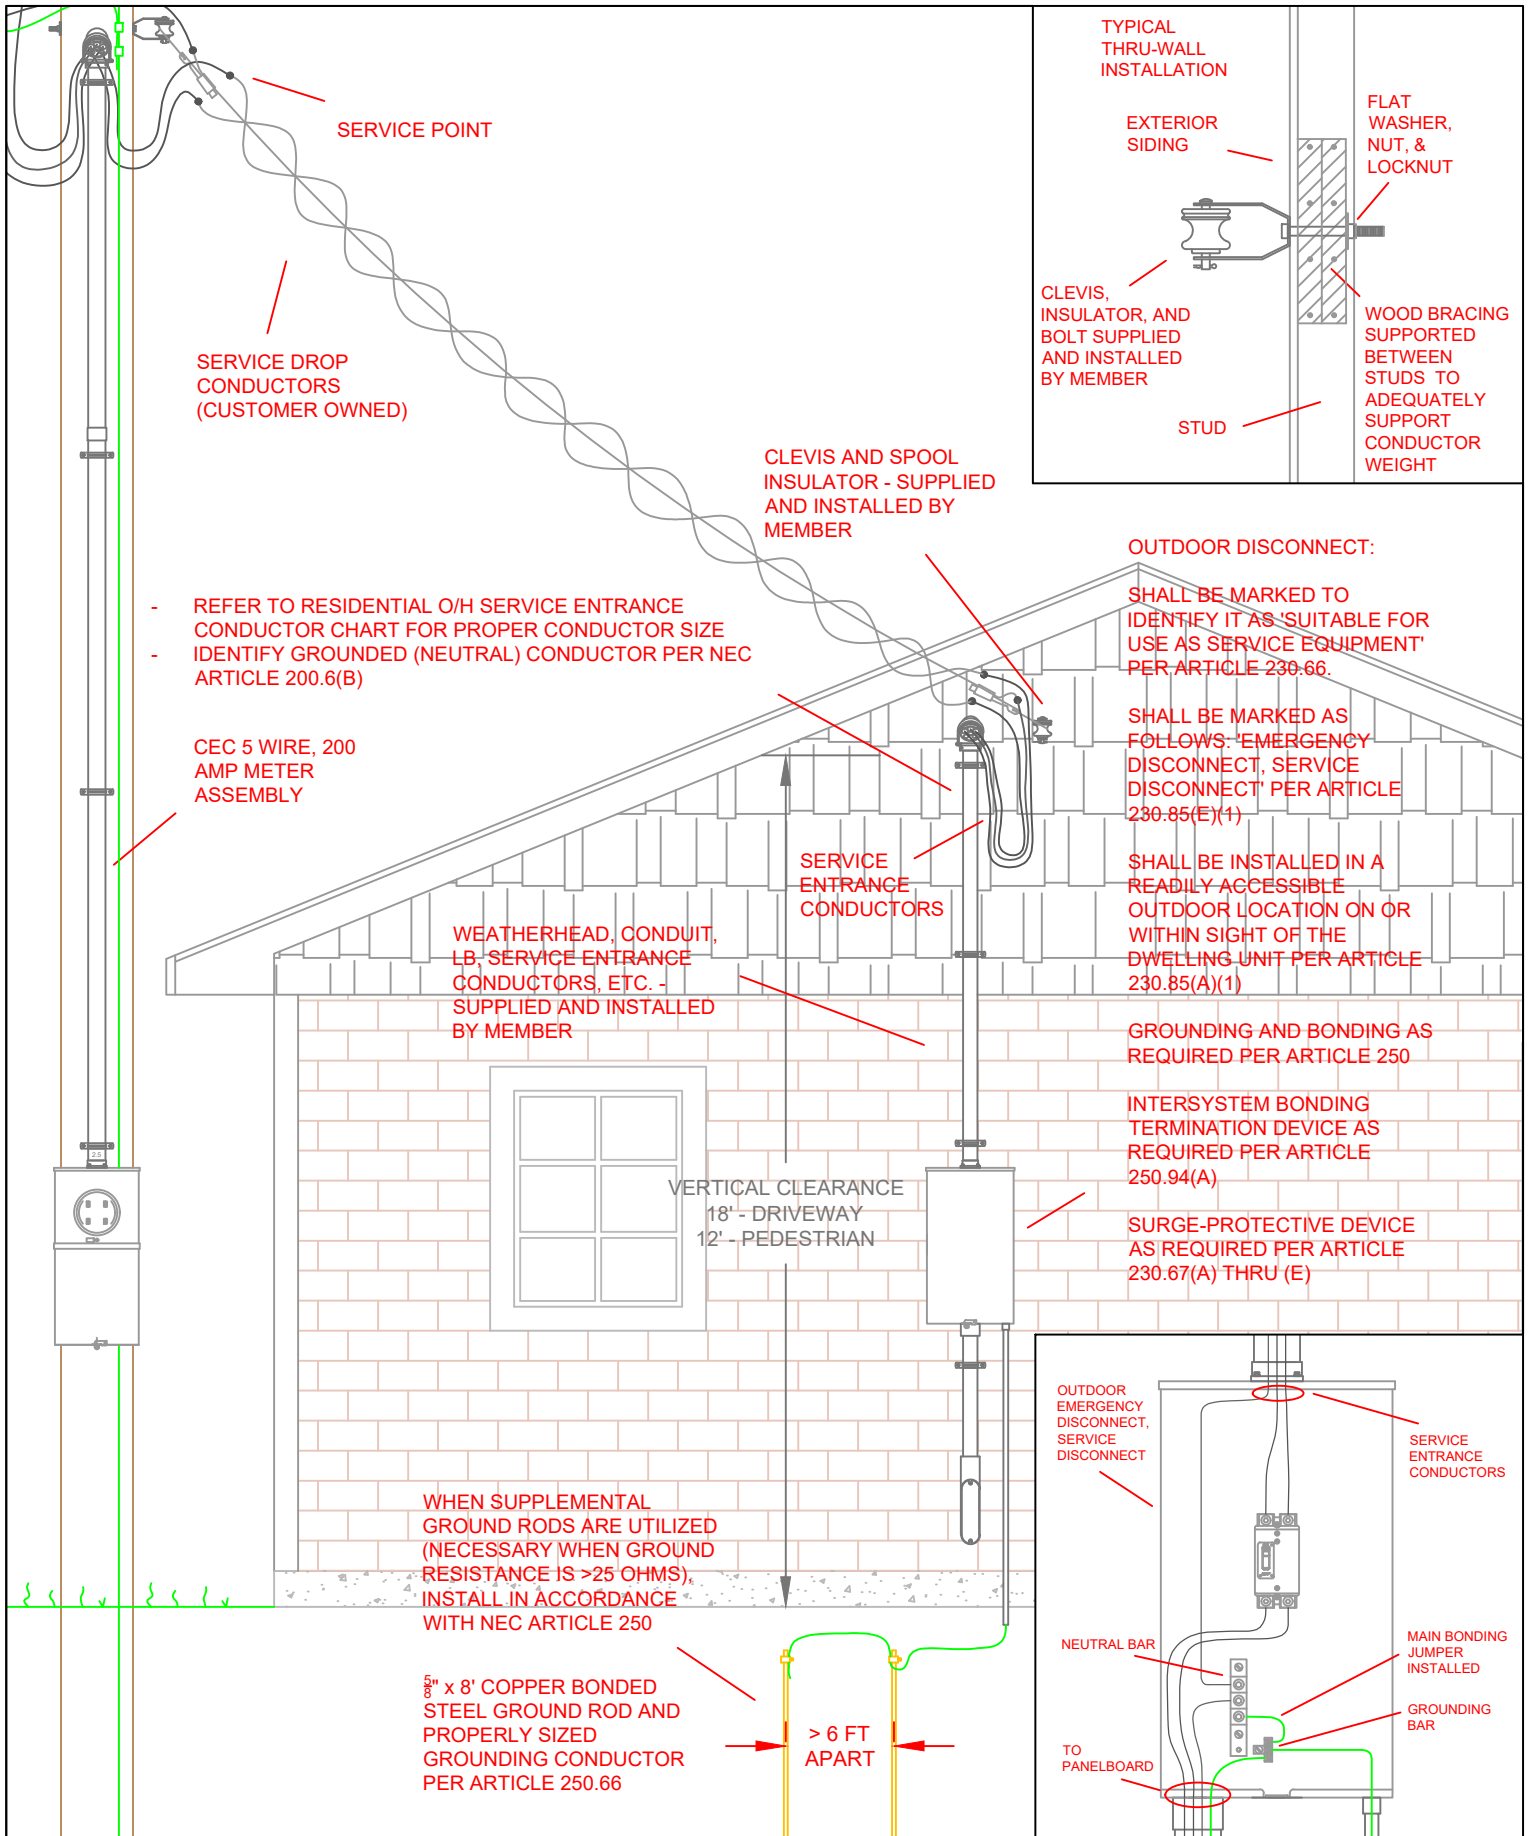 TYPICAL
THRU-WALL
INSTALLATION
EXTERIOR
SIDING
FLAT
WASHER,
NUT, &
LOCKNUT
CLEVIS,
INSULATOR, AND
BOLT SUPPLIED
AND INSTALLED
BY MEMBER
WOOD BRACING
SUPPORTED
BETWEEN
STUDS TO
ADEQUATELY
SUPPORT
CONDUCTOR
WEIGHT
STUD
SERVICE POINT
SERVICE DROP
CONDUCTORS
(CUSTOMER OWNED)
CLEVIS AND SPOOL
INSULATOR - SUPPLIED
AND INSTALLED BY
MEMBER
- REFER TO RESIDENTIAL O/H SERVICE ENTRANCE
CONDUCTOR CHART FOR PROPER CONDUCTOR SIZE
- IDENTIFY GROUNDED (NEUTRAL) CONDUCTOR PER NEC
ARTICLE 200.6(B)
CEC 5 WIRE, 200
AMP METER
ASSEMBLY
OUTDOOR DISCONNECT:
SHALL BE MARKED TO
IDENTIFY IT AS 'SUITABLE FOR
USE AS SERVICE EQUIPMENT'
PER ARTICLE 230.66.
SHALL BE MARKED AS
FOLLOWS: 'EMERGENCY
DISCONNECT, SERVICE
DISCONNECT' PER ARTICLE
230.85(E)(1)
SHALL BE INSTALLED IN A
READILY ACCESSIBLE
OUTDOOR LOCATION ON OR
WITHIN SIGHT OF THE
DWELLING UNIT PER ARTICLE
230.85(A)(1)
GROUNDING AND BONDING AS
REQUIRED PER ARTICLE 250
INTERSYSTEM BONDING
TERMINATION DEVICE AS
REQUIRED PER ARTICLE
250.94(A)
SURGE-PROTECTIVE DEVICE
AS REQUIRED PER ARTICLE
230.67(A) THRU (E)
SERVICE
ENTRANCE
CONDUCTORS
WEATHERHEAD, CONDUIT,
LB, SERVICE ENTRANCE
CONDUCTORS, ETC. -
SUPPLIED AND INSTALLED
BY MEMBER
2.5
VERTICAL CLEARANCE
18' - DRIVEWAY
12' - PEDESTRIAN
WHEN SUPPLEMENTAL
GROUND RODS ARE UTILIZED
(NECESSARY WHEN GROUND
RESISTANCE IS >25 OHMS),
INSTALL IN ACCORDANCE
WITH NEC ARTICLE 250
5/8" x 8' COPPER BONDED
STEEL GROUND ROD AND
PROPERLY SIZED
GROUNDING CONDUCTOR
PER ARTICLE 250.66
> 6 FT
APART
OUTDOOR
EMERGENCY
DISCONNECT,
SERVICE
DISCONNECT
SERVICE
ENTRANCE
CONDUCTORS
NEUTRAL BAR
MAIN BONDING
JUMPER
INSTALLED
GROUNDING
BAR
TO
PANELBOARD